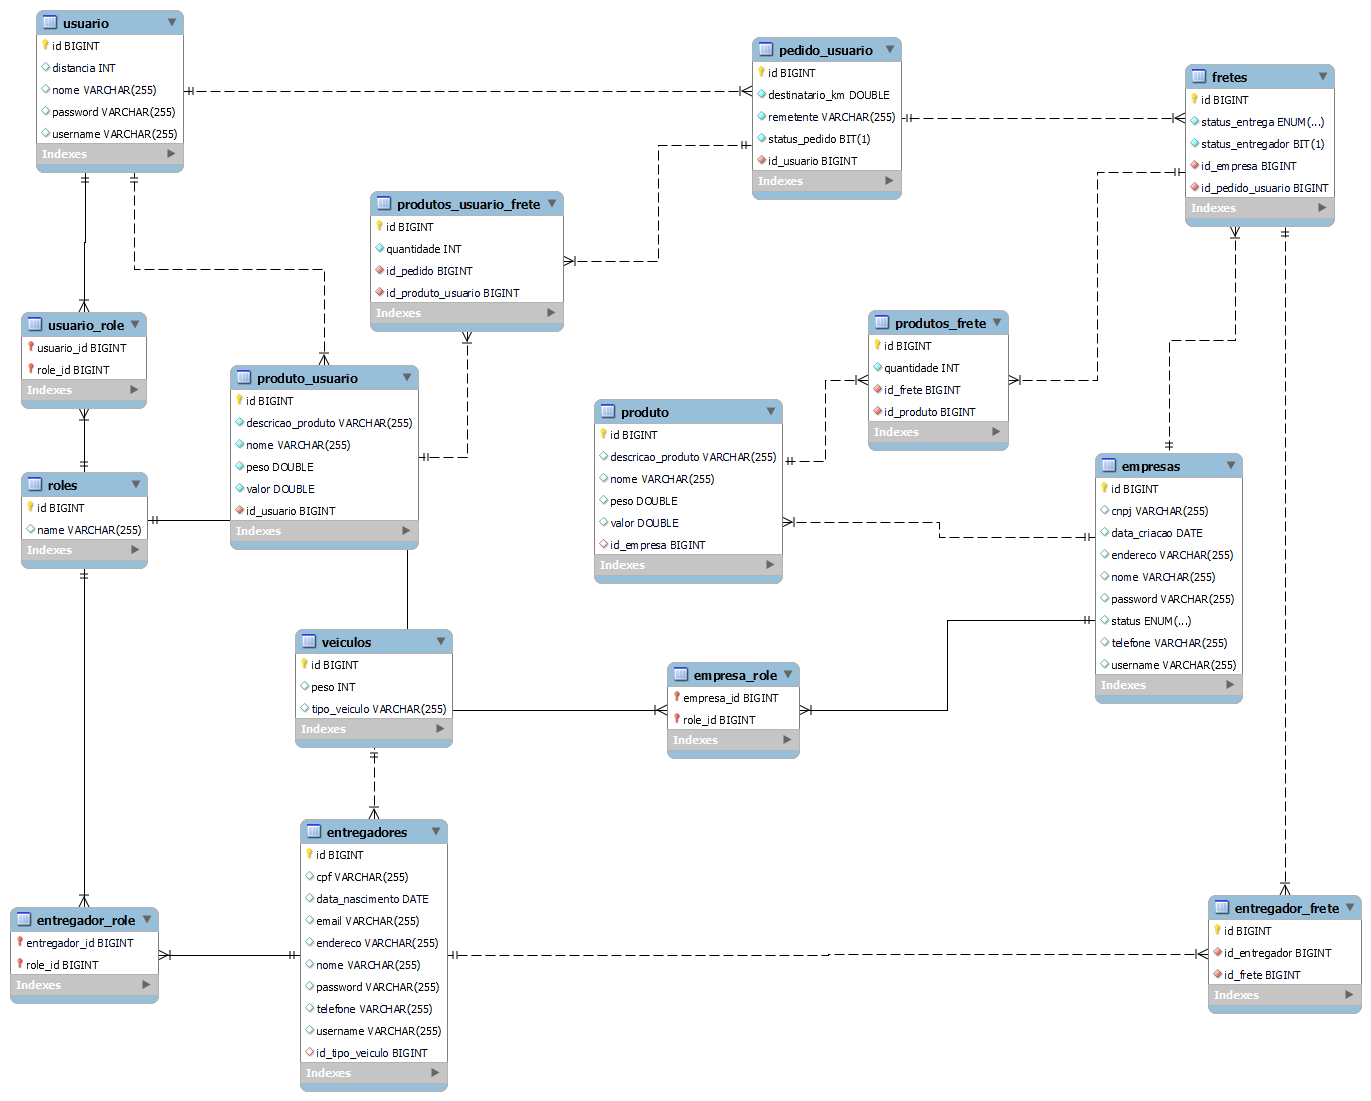 usuario
id BIGINT
distancia INT
nome VARCHAR(255)
password VARCHAR(255)
username VARCHAR(255)
Indexes
pedido_usuario
id BIGINT
destinatario_km DOUBLE
remetente VARCHAR(255)
status_pedido BIT(1)
id_usuario BIGINT
Indexes
fretes
id BIGINT
status_entrega ENUM(...)
status_entregador BIT(1)
id_empresa BIGINT
id_pedido_usuario BIGINT
Indexes
produtos_usuario_frete
id BIGINT
quantidade INT
id_pedido BIGINT
id_produto_usuario BIGINT
Indexes
usuario_role
usuario_id BIGINT
role_id BIGINT
Indexes
produto_usuario
id BIGINT
descricao_produto VARCHAR(255)
nome VARCHAR(255)
peso DOUBLE
valor DOUBLE
id_usuario BIGINT
Indexes
produtos_frete
id BIGINT
quantidade INT
id_frete BIGINT
id_produto BIGINT
Indexes
produto
id BIGINT
descricao_produto VARCHAR(255)
nome VARCHAR(255)
peso DOUBLE
valor DOUBLE
id_empresa BIGINT
Indexes
roles
id BIGINT
name VARCHAR(255)
Indexes
empresas
id BIGINT
cnpj VARCHAR(255)
data_criacao DATE
endereco VARCHAR(255)
nome VARCHAR(255)
password VARCHAR(255)
status ENUM(...)
telefone VARCHAR(255)
username VARCHAR(255)
Indexes
veiculos
id BIGINT
peso INT
tipo_veiculo VARCHAR(255)
Indexes
empresa_role
empresa_id BIGINT
role_id BIGINT
Indexes
entregadores
id BIGINT
cpf VARCHAR(255)
data_nascimento DATE
email VARCHAR(255)
endereco VARCHAR(255)
nome VARCHAR(255)
password VARCHAR(255)
telefone VARCHAR(255)
username VARCHAR(255)
id_tipo_veiculo BIGINT
Indexes
entregador_role
entregador_id BIGINT
role_id BIGINT
Indexes
entregador_frete
id BIGINT
id_entregador BIGINT
id_frete BIGINT
Indexes